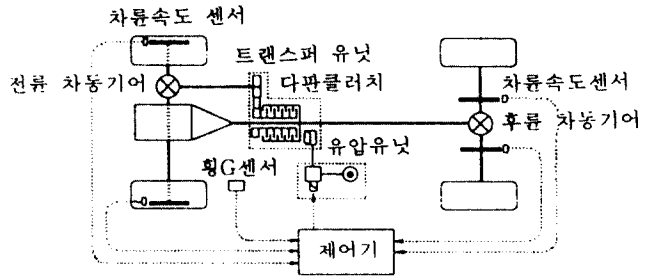 차륜속도 센서
트랜스퍼 유닛
전륜 차동기어
다판클러치
차륜속도센서
후륜 차동기어
유압유닛
횡G센서
제어기